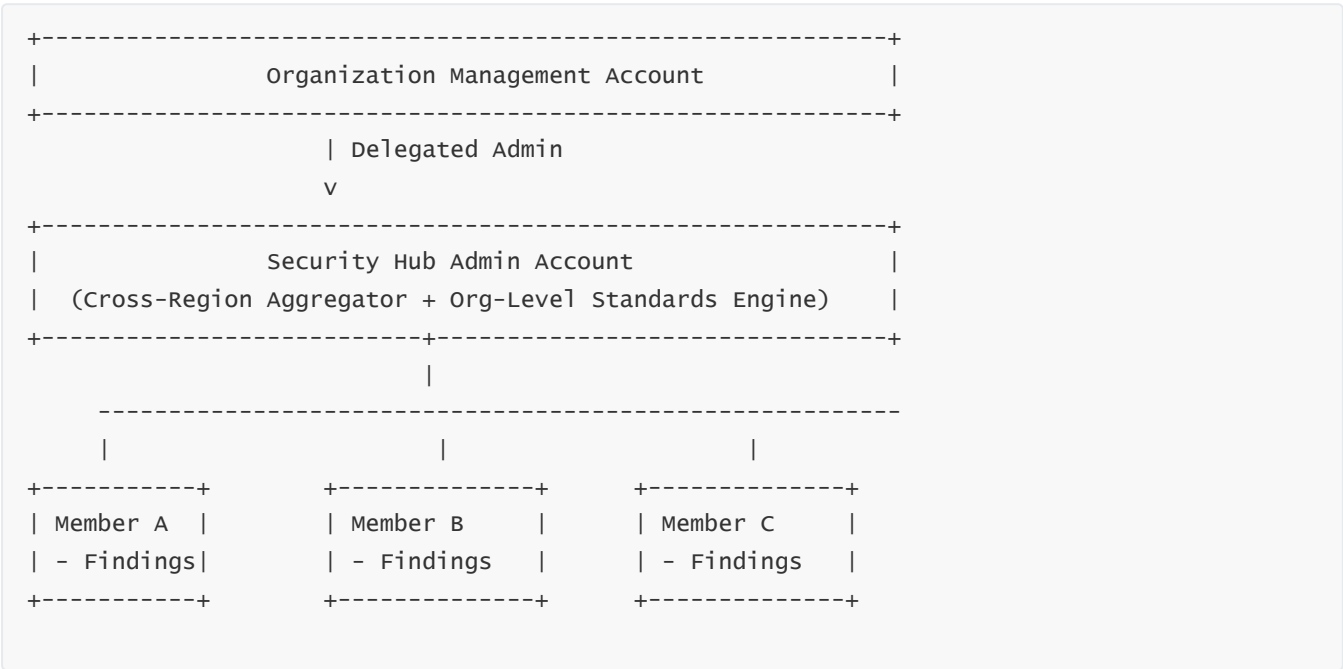 +-----------------------------------------------------------+
|                Organization Management Account             |
+-----------------------------------------------------------+
                     | Delegated Admin
                     v
+-----------------------------------------------------------+
|                Security Hub Admin Account                  |
|  (Cross-Region Aggregator + Org-Level Standards Engine)    |
+---------------------------+--------------------------------+
                            |
     --------------------------------------------------------
     |                       |                     |
+-----------+        +--------------+      +--------------+
| Member A  |        | Member B     |      | Member C     |
| - Findings|        | - Findings   |      | - Findings   |
+-----------+        +--------------+      +--------------+